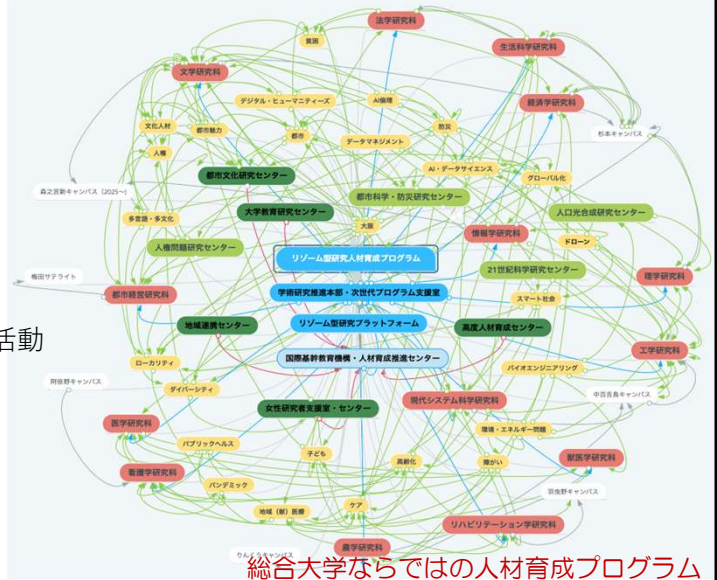 法学研究科
貧困
生活科学研究科
文学研究科
デジタル・ヒューマニティーズ
AI倫理
経済学研究科
文化人材
都市魅力
都市
データマネジメント
防災
杉本キャンパス
人権
都市文化研究センター
AI・データサイエンス
グローバル化
森之宮新キャンパス（2025〜）
都市科学・防災研究センター
多言語・多文化
大学教育研究センター
大阪
人口光合成研究センター
人権問題研究センター
情報学研究科
ドローン
リゾーム型研究人材育成プログラム
21世紀科学研究センター
梅田サテライト
理学研究科
都市経営研究科
学術研究推進本部・次世代プログラム支援室
スマート社会
地域連携センター
リゾーム型研究プラットフォーム
高度人材育成センター
活動
工学研究科
ローカリティ
国際基幹教育機構・人材育成推進センター
バイオエンジニアリング
阿倍野キャンパス
ダイバーシティ
中百舌鳥キャンパス
女性研究者支援室・センター
現代システム科学研究科
医学研究科
環境・エネルギー問題
パブリックヘルス
子ども
高齢化
障がい
獣医学研究科
看護学研究科
パンデミック
羽曳野キャンパス
地域（獣）医療
ケア
リハビリテーション学研究科
りんくうキャンパス
農学研究科
総合大学ならではの人材育成プログラム